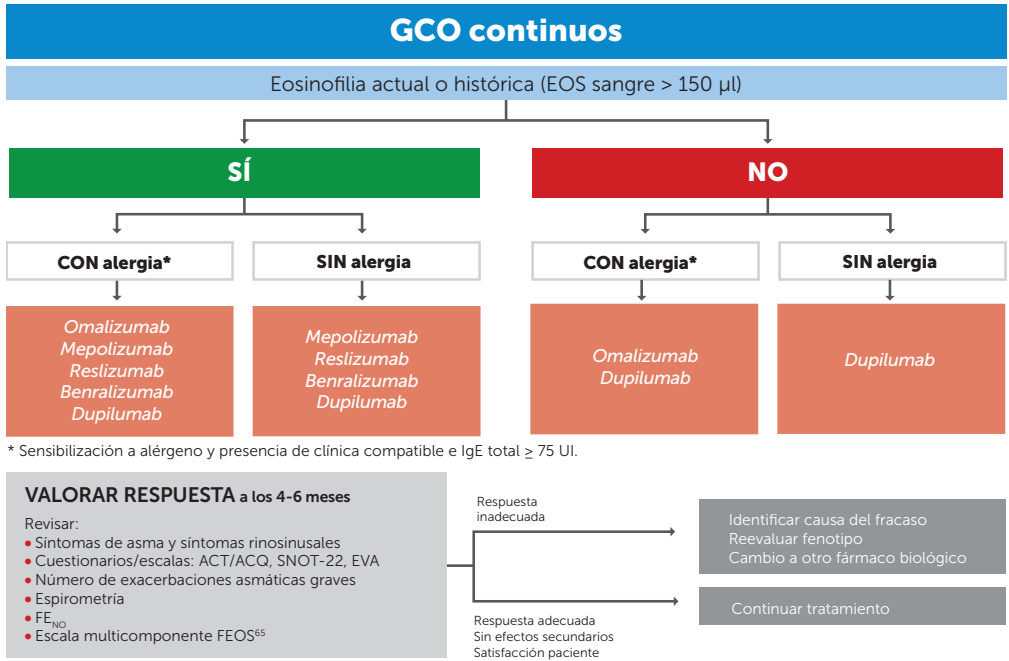 GCO continuos
Eosinofilia actual o histórica (EOS sangre > 150 µl)
SÍ
NO
CON alergia*
SIN alergia
CON alergia*
SIN alergia
Omalizumab
Mepolizumab
Reslizumab
Benralizumab
Dupilumab
Mepolizumab
Reslizumab
Benralizumab
Dupilumab
Omalizumab
Dupilumab
Dupilumab
* Sensibilización a alérgeno y presencia de clínica compatible e IgE total ≥ 75 UI.
VALORAR RESPUESTA a los 4-6 meses
Revisar:
• Síntomas de asma y síntomas rinosinusales
• Cuestionarios/escalas: ACT/ACQ, SNOT-22, EVA
• Número de exacerbaciones asmáticas graves
• Espirometría
• FENO
• Escala multicomponente FEOS65
Respuesta
inadecuada
Identificar causa del fracaso
Reevaluar fenotipo
Cambio a otro fármaco biológico
Respuesta adecuada
Sin efectos secundarios
Satisfacción paciente
Continuar tratamiento